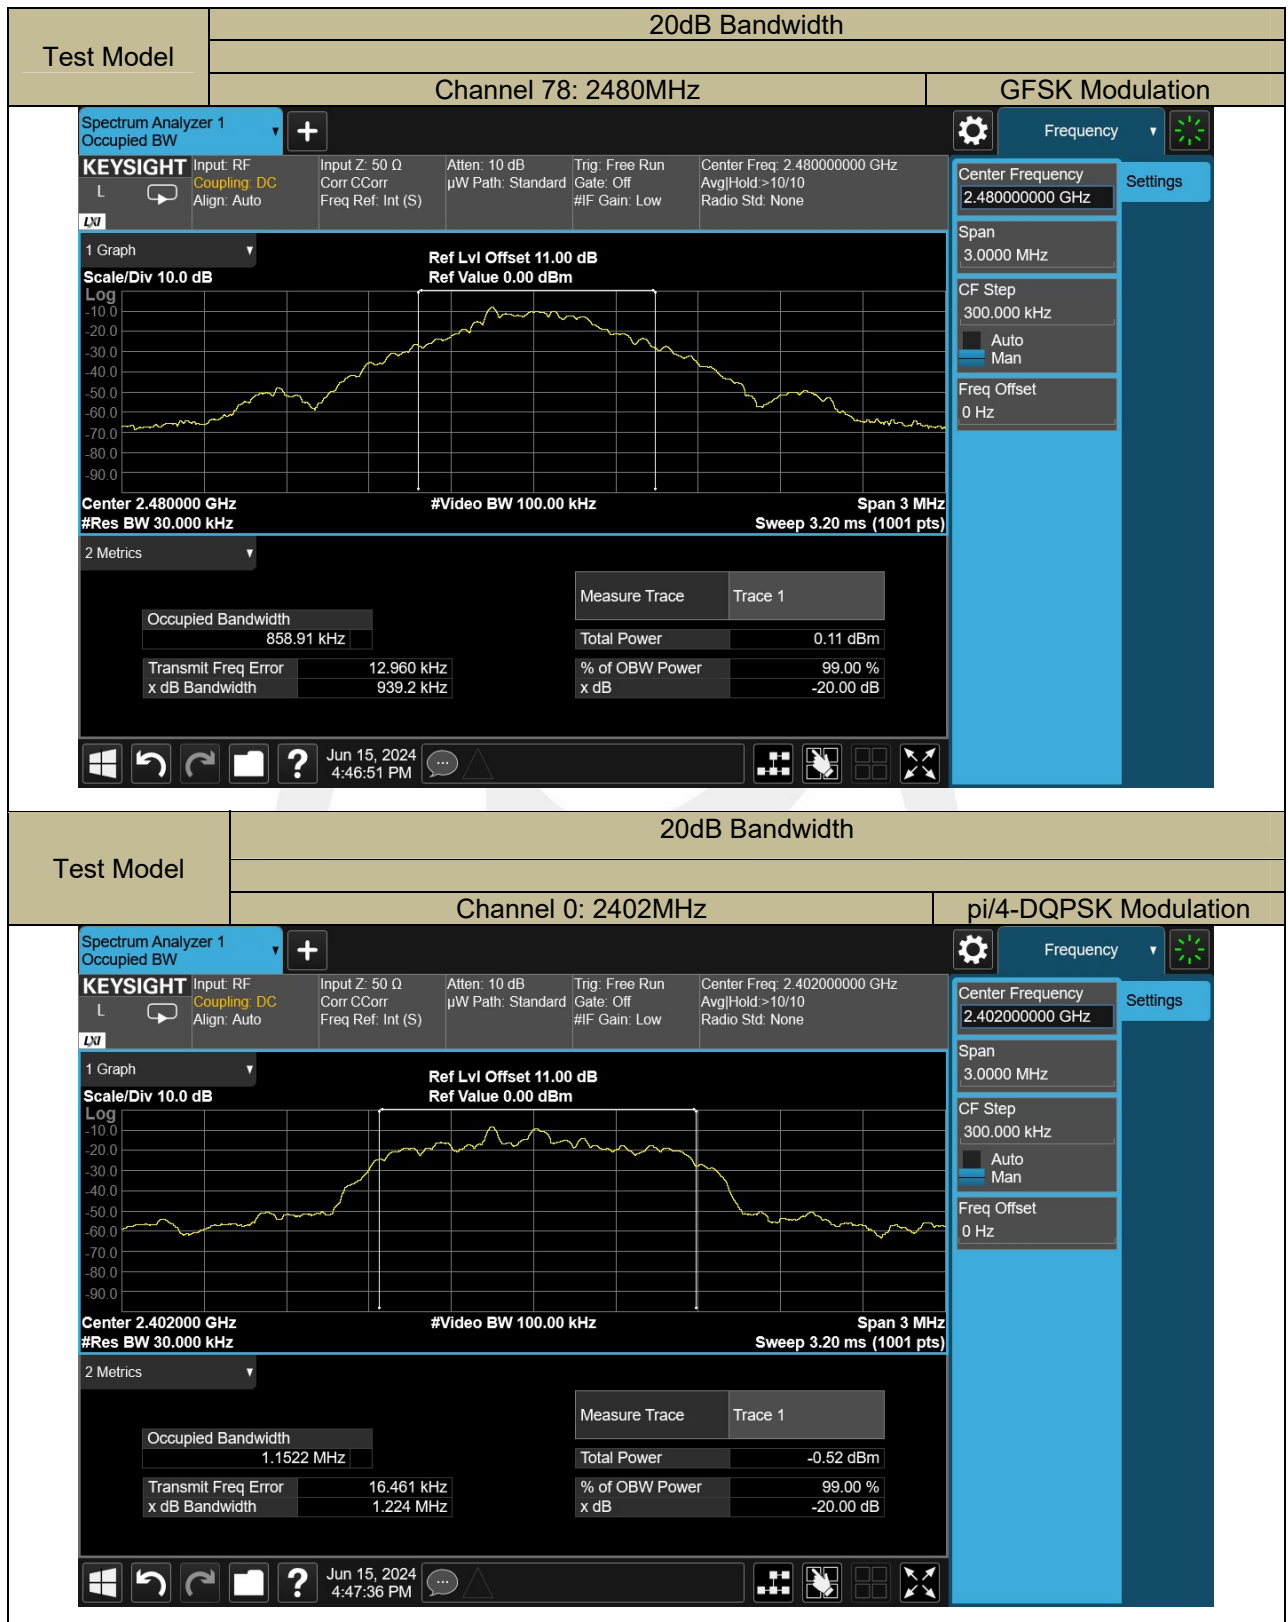 Test Model
20dB Bandwidth
Channel 78: 2480MHz
GFSK Modulation
Spectrum Analyzer 1
Occupied BW
Frequency
KEYSIGHT
L
LXI
Input: RF
Coupling: DC
Align: Auto
Input Z: 50 Ω
Corr CCorr
Freq Ref: Int (S)
Atten: 10 dB
µW Path: Standard
Trig: Free Run
Gate: Off
#IF Gain: Low
Center Freq: 2.480000000 GHz
Avg|Hold:>10/10
Radio Std: None
Center Frequency
2.480000000 GHz
Settings
Span
3.0000 MHz
CF Step
300.000 kHz
Auto
Man
Freq Offset
0 Hz
1 Graph
Scale/Div 10.0 dB
Ref Lvl Offset 11.00 dB
Ref Value 0.00 dBm
Log
-10.0
-20.0
-30.0
-40.0
-50.0
-60.0
-70.0
-80.0
-90.0
Center 2.480000 GHz
#Video BW 100.00 kHz
Span 3 MHz
#Res BW 30.000 kHz
Sweep 3.20 ms (1001 pts)
2 Metrics
Measure Trace
Trace 1
Occupied Bandwidth
858.91 kHz
Total Power
0.11 dBm
Transmit Freq Error
12.960 kHz
% of OBW Power
99.00 %
x dB Bandwidth
939.2 kHz
x dB
-20.00 dB
?
Jun 15, 2024
4:46:51 PM
Test Model
20dB Bandwidth
Channel 0: 2402MHz
pi/4-DQPSK Modulation
Spectrum Analyzer 1
Occupied BW
Frequency
KEYSIGHT
L
LXI
Input: RF
Coupling: DC
Align: Auto
Input Z: 50 Ω
Corr CCorr
Freq Ref: Int (S)
Atten: 10 dB
µW Path: Standard
Trig: Free Run
Gate: Off
#IF Gain: Low
Center Freq: 2.402000000 GHz
Avg|Hold:>10/10
Radio Std: None
Center Frequency
2.402000000 GHz
Settings
Span
3.0000 MHz
CF Step
300.000 kHz
Auto
Man
Freq Offset
0 Hz
1 Graph
Scale/Div 10.0 dB
Ref Lvl Offset 11.00 dB
Ref Value 0.00 dBm
Log
-10.0
-20.0
-30.0
-40.0
-50.0
-60.0
-70.0
-80.0
-90.0
Center 2.402000 GHz
#Video BW 100.00 kHz
Span 3 MHz
#Res BW 30.000 kHz
Sweep 3.20 ms (1001 pts)
2 Metrics
Measure Trace
Trace 1
Occupied Bandwidth
1.1522 MHz
Total Power
-0.52 dBm
Transmit Freq Error
16.461 kHz
% of OBW Power
99.00 %
x dB Bandwidth
1.224 MHz
x dB
-20.00 dB
?
Jun 15, 2024
4:47:36 PM